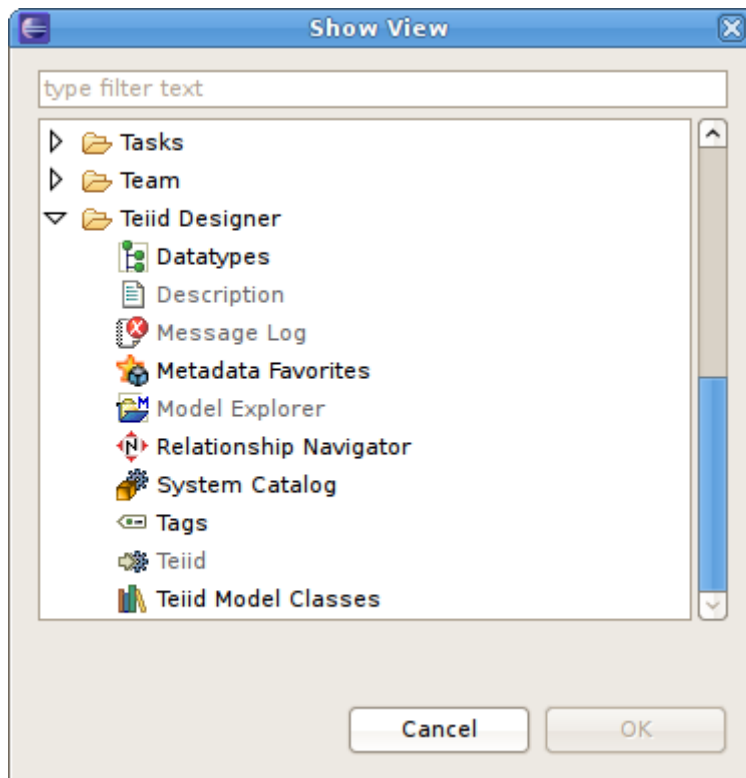 Show View
type filter text
Tasks
Team
Teiid Designer
Datatypes
Description
Message Log
Metadata Favorites
Model Explorer
Relationship Navigator
System Catalog
Tags
Teiid
Teiid Model Classes
Cancel
OK